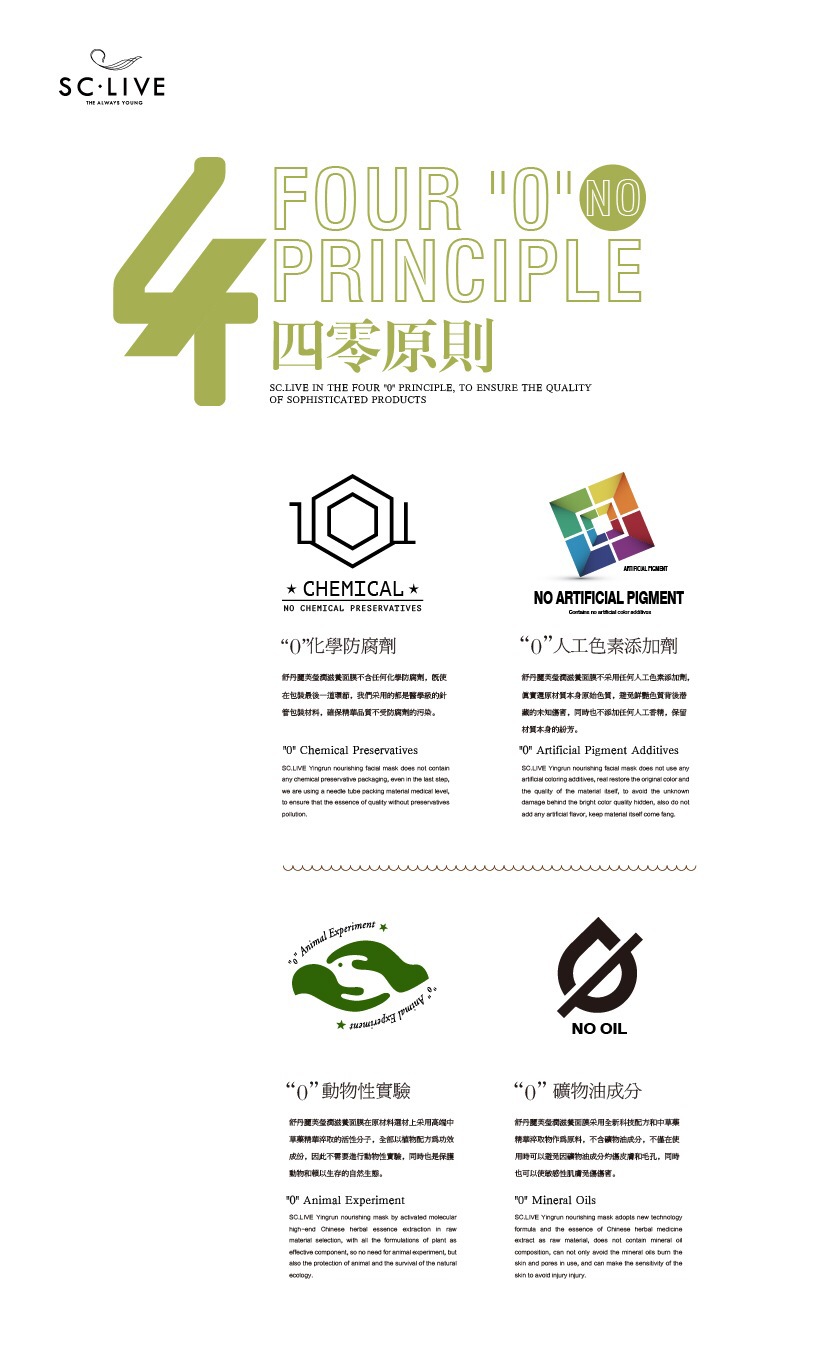 SC·LIVE
THE ALWAYS YOUNG
4
FOUR "0" NO
PRINCIPLE
四零原則
SC.LIVE IN THE FOUR "0" PRINCIPLE, TO ENSURE THE QUALITY
OF SOPHISTICATED PRODUCTS
101
★ CHEMICAL ★
NO CHEMICAL PRESERVATIVES
“0”化學防腐劑
舒丹麗英瑩潤滋養面膜不含任何化學防腐劑，既使
在包裝最後一道環節，我們采用的都是醫學級的針
管包裝材料，確保精華品質不受防腐劑的污染。
"0" Chemical Preservatives
SC.LIVE Yingrun nourishing facial mask does not contain
any chemical preservative packaging, even in the last step,
we are using a needle tube packing material medical level,
to ensure that the essence of quality without preservatives
pollution.
ARTIFICIAL PIGMENT
NO ARTIFICIAL PIGMENT
Contains no artificial color additives
“0”人工色素添加劑
舒丹麗英瑩潤滋養面膜不采用任何人工色素添加劑，
真實還原材質本身原始色質，避免鮮艷色質背後潛
藏的未知傷害，同時也不添加任何人工香精，保留
材質本身的紛芳。
"0" Artificial Pigment Additives
SC.LIVE Yingrun nourishing facial mask does not use any
artificial coloring additives, real restore the original color and
the quality of the material itself, to avoid the unknown
damage behind the bright color quality hidden, also do not
add any artificial flavor, keep material itself come fang.
"0" Animal Experiment ★
"0" Animal Experiment ★
“0”動物性實驗
舒丹麗英瑩潤滋養面膜在原材料選材上采用高端中
草藥精華淬取的活性分子，全部以植物配方爲功效
成份，因此不需要進行動物性實驗，同時也是保護
動物和賴以生存的自然生態。
"0" Animal Experiment
SC.LIVE Yingrun nourishing mask by activated molecular
high-end Chinese herbal essence extraction in raw
material selection, with all the formulations of plant as
effective component, so no need for animal experiment, but
also the protection of animal and the survival of the natural
ecology.
NO OIL
“0” 礦物油成分
舒丹麗英瑩潤滋養面膜采用全新科技配方和中草藥
精華萃取物作爲原料，不含礦物油成分，不僅在使
用時可以避免因礦物油成分灼傷皮膚和毛孔，同時
也可以使敏感性肌膚免傷傷害。
"0" Mineral Oils
SC.LIVE Yingrun nourishing mask adopts new technology
formula and the essence of Chinese herbal medicine
extract as raw material, does not contain mineral oil
composition, can not only avoid the mineral oils burn the
skin and pores in use, and can make the sensitivity of the
skin to avoid injury injury.